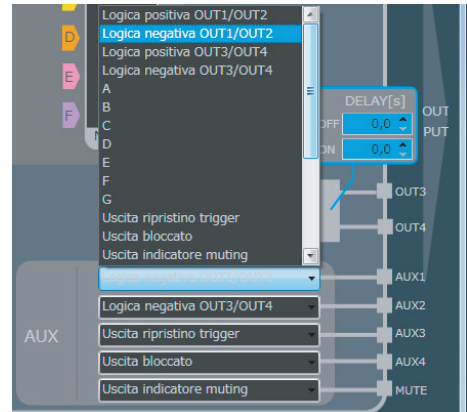 Logica positiva OUT1/OUT2
Logica negativa OUT1/OUT2
Logica positiva OUT3/OUT4
Logica negativa OUT3/OUT4
A
B
C
D
E
F
G
Uscita ripristino trigger
Uscita bloccato
Uscita indicatore muting
D
E
F
DELAY[s]
OFF 0,0
ON 0,0
OUT
PUT
OUT3
OUT4
AUX
AUX1
Logica negativa OUT3/OUT4 AUX2
Uscita ripristino trigger AUX3
Uscita bloccato AUX4
Uscita indicatore muting MUTE